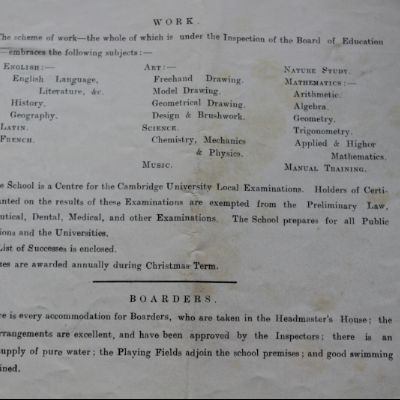 WORK.
The scheme of work—the whole of which is under the Inspection of the Board of Education
—embraces the following subjects:—
ENGLISH:— ART:— NATURE STUDY.
English Language, Freehand Drawing. MATHEMATICS:—
Literature, &c. Model Drawing. Arithmetic.
History. Geometrical Drawing. Algebra.
Geography. Design & Brushwork. Geometry.
LATIN. SCIENCE. Trigonometry.
FRENCH. Chemistry, Mechanics Applied & Higher
& Physics. Mathematics.
MUSIC. MANUAL TRAINING.
e School is a Centre for the Cambridge University Local Examinations. Holders of Certi-
anted on the results of these Examinations are exempted from the Preliminary Law,
utical, Dental, Medical, and other Examinations. The School prepares for all Public
ions and the Universities.
List of Successes is enclosed.
es are awarded annually during Christmas Term.
BOARDERS.
re is every accommodation for Boarders, who are taken in the Headmaster's House; the
rrangements are excellent, and have been approved by the Inspectors; there is an
upply of pure water; the Playing Fields adjoin the school premises; and good swimming
ined.